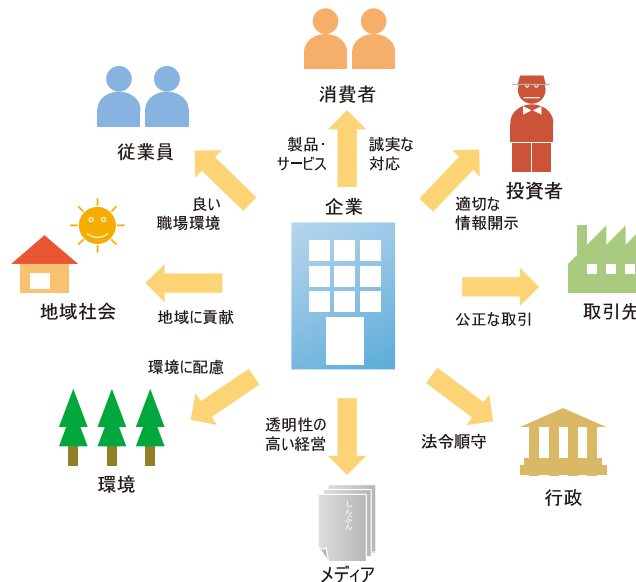 消費者
従業員
製品・
サービス
誠実な
対応
投資者
良い
職場環境
企業
適切な
情報開示
地域社会
地域に貢献
公正な取引
取引先
環境に配慮
透明性の
高い経営
法令順守
環境
行政
しんぶん
メディア